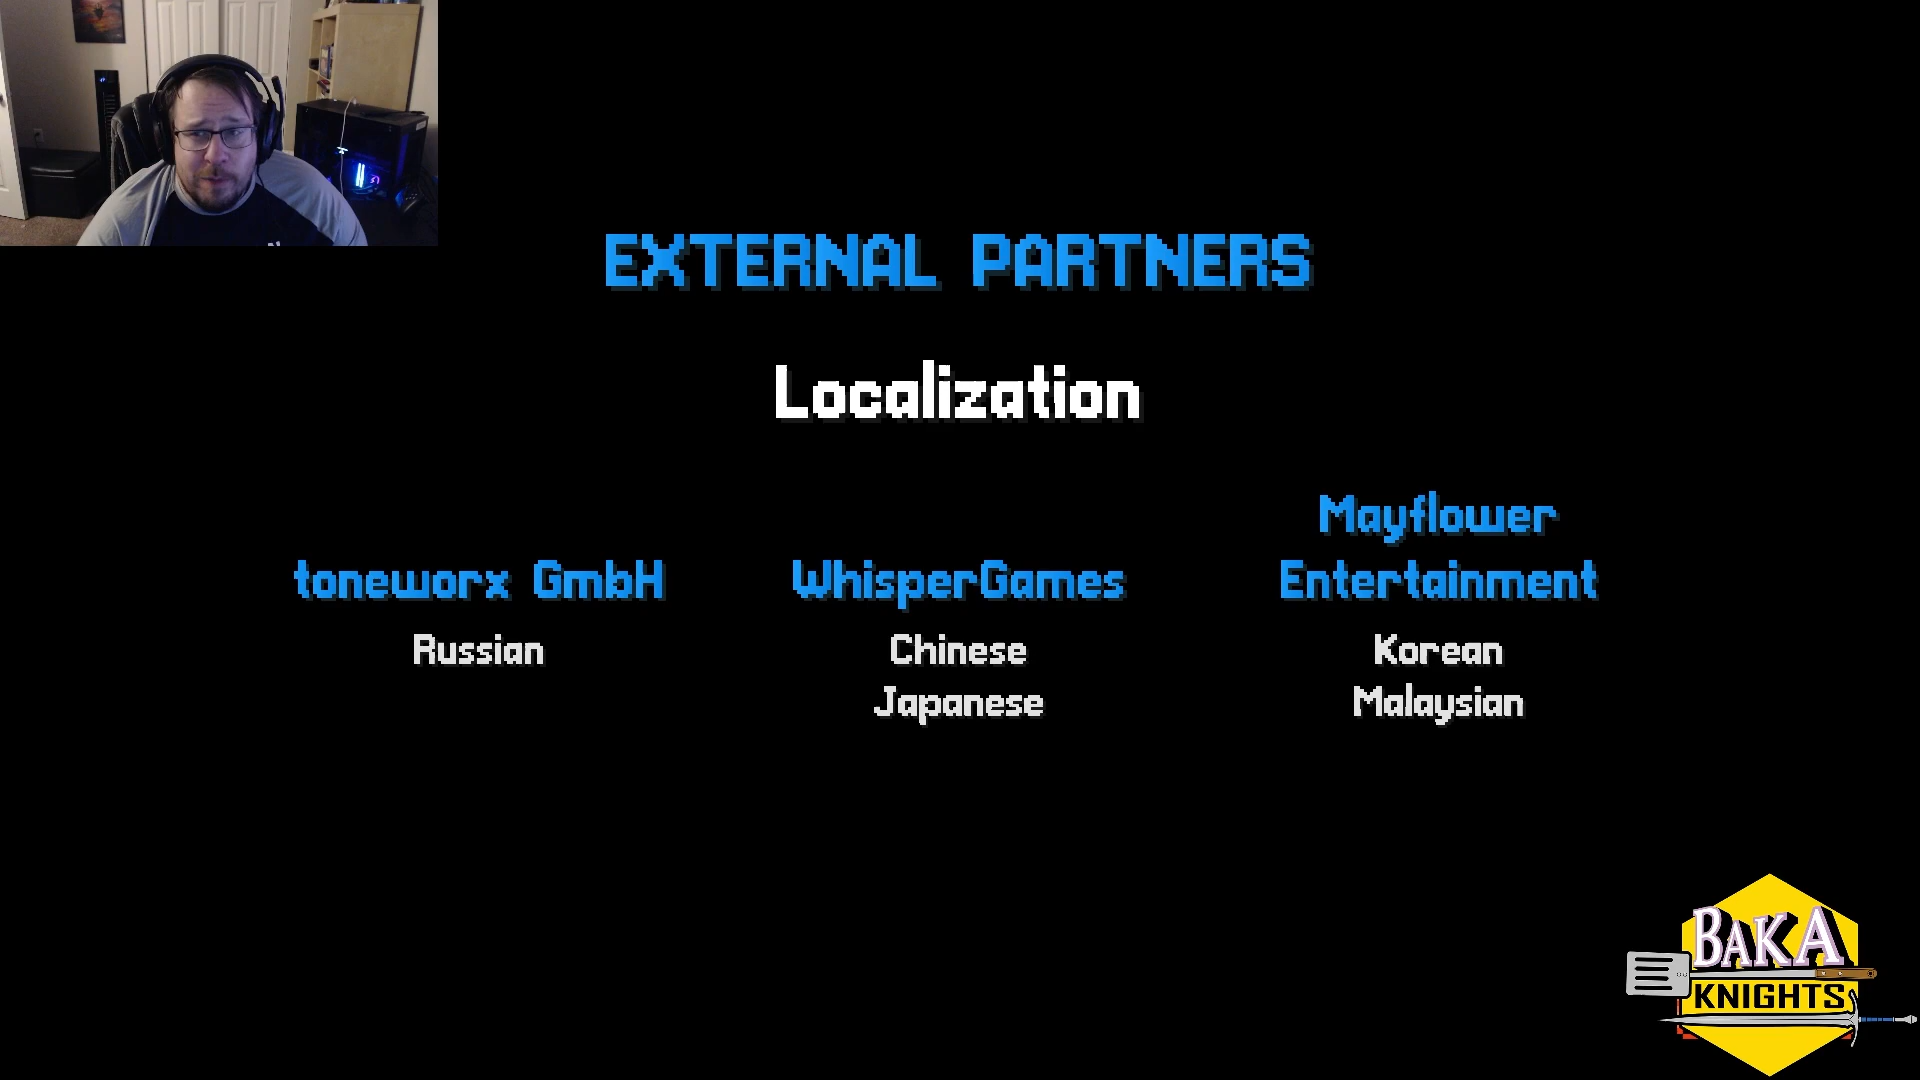 EXTERNAL PARTNERS
Localization
toneworx GmbH
Russian
WhisperGames
Chinese
Japanese
Mayflower
Entertainment
Korean
Malaysian
BAKA
KNIGHTS